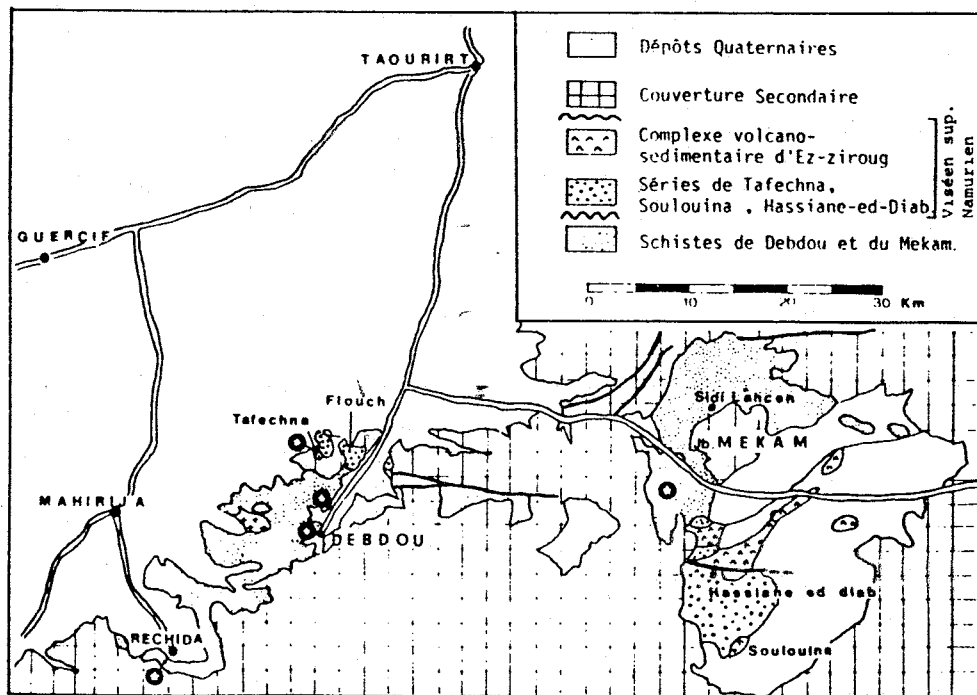 TAOURIRT
Dépôts Quaternaires
Couverture Secondaire
Complexe volcano-
sedimentaire d'Ez-ziroug
Séries de Tafechna,
Soulouina , Hassiane-ed-Diab
Schistes de Debdou et du Mekam.
Viséen sup.
Namurien
0 10 20 30 Km
GUERCIF
Flouch
Tafechna
Sidi Lahcen
Jb. MEKAM
MAHIRIJA
DEBDOU
Hassiane ed diab
RECHIDA
Soulouina